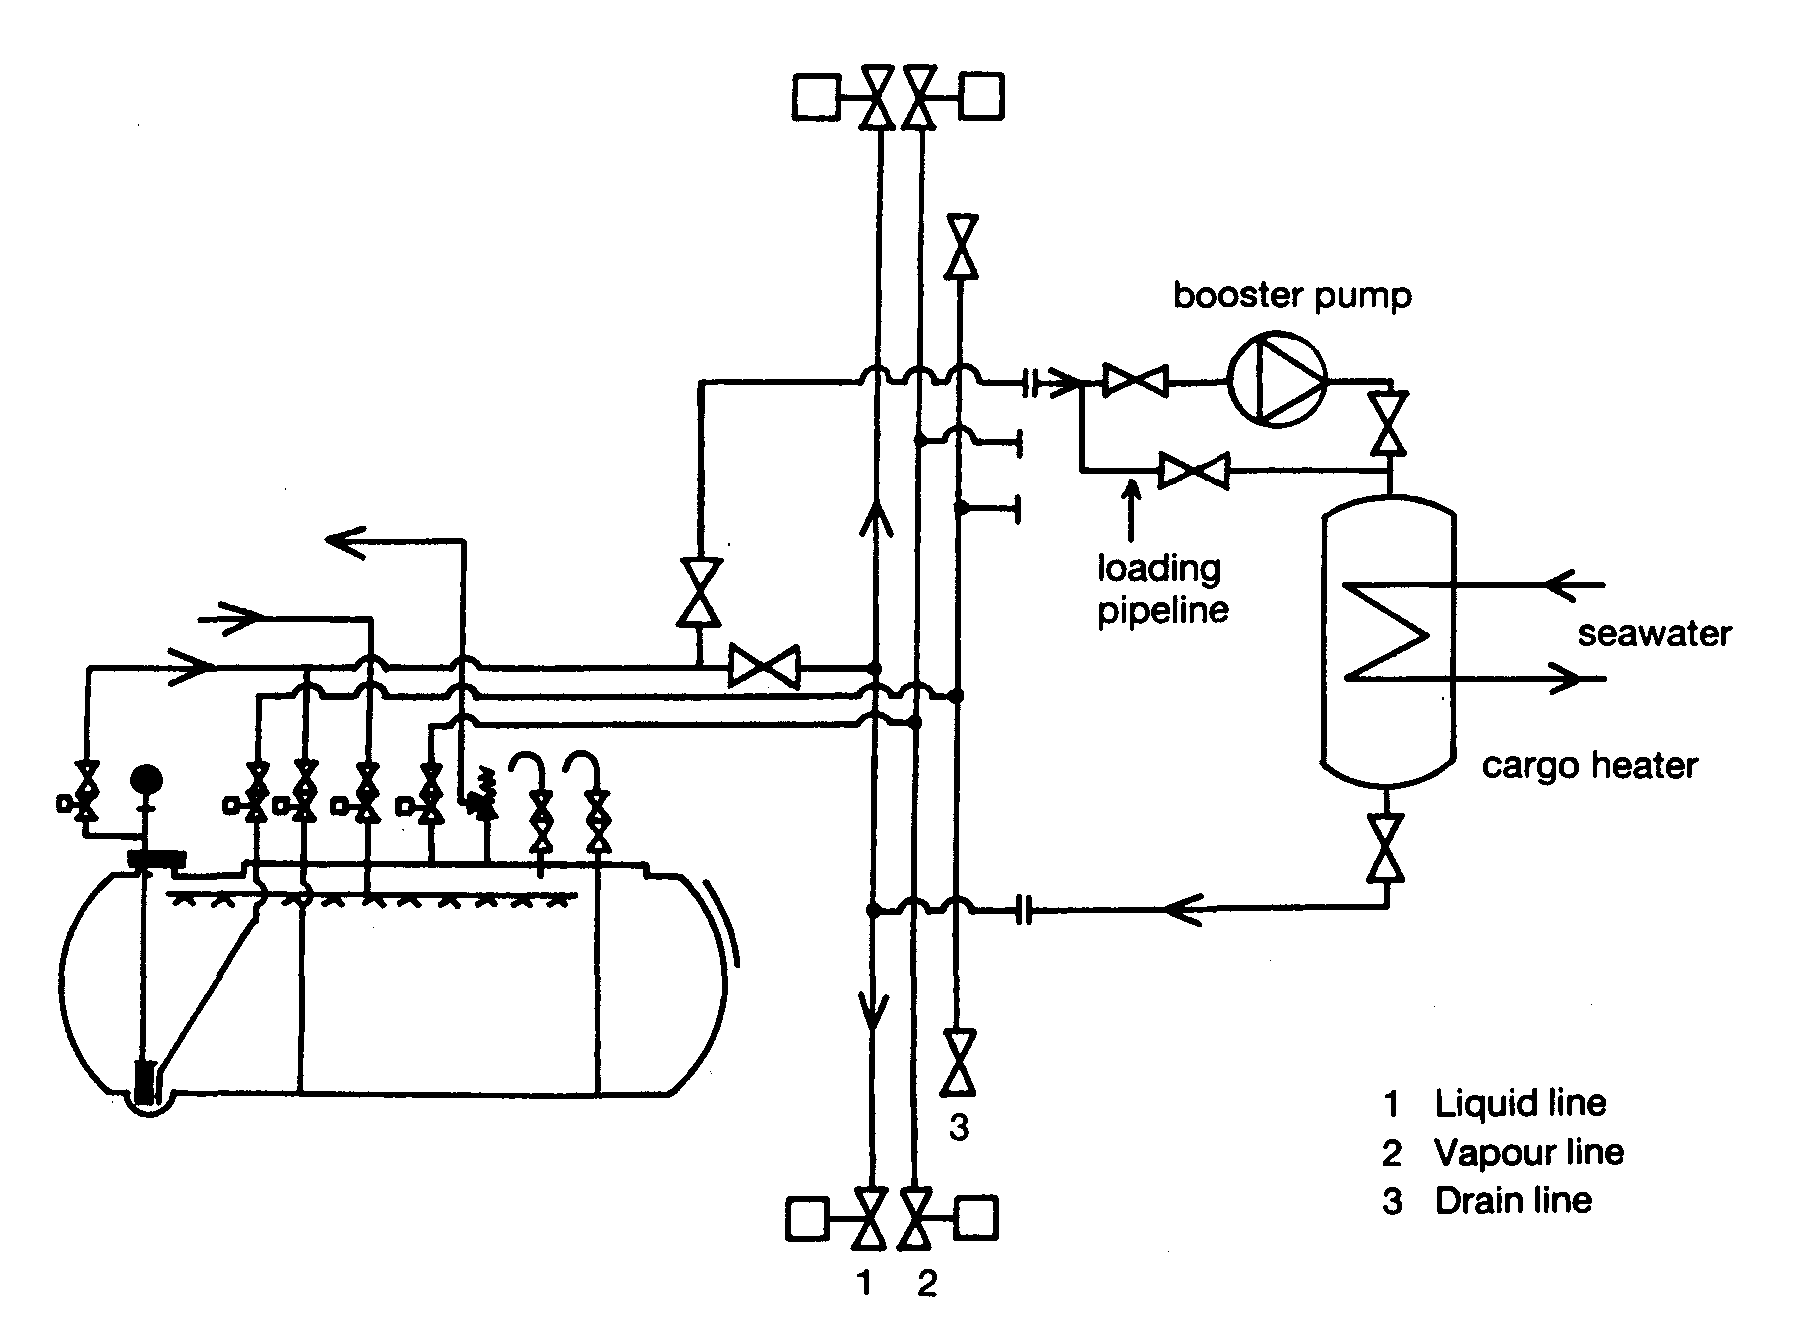 booster pump
loading
pipeline
seawater
cargo heater
3
1 Liquid line
2 Vapour line
3 Drain line
1 2